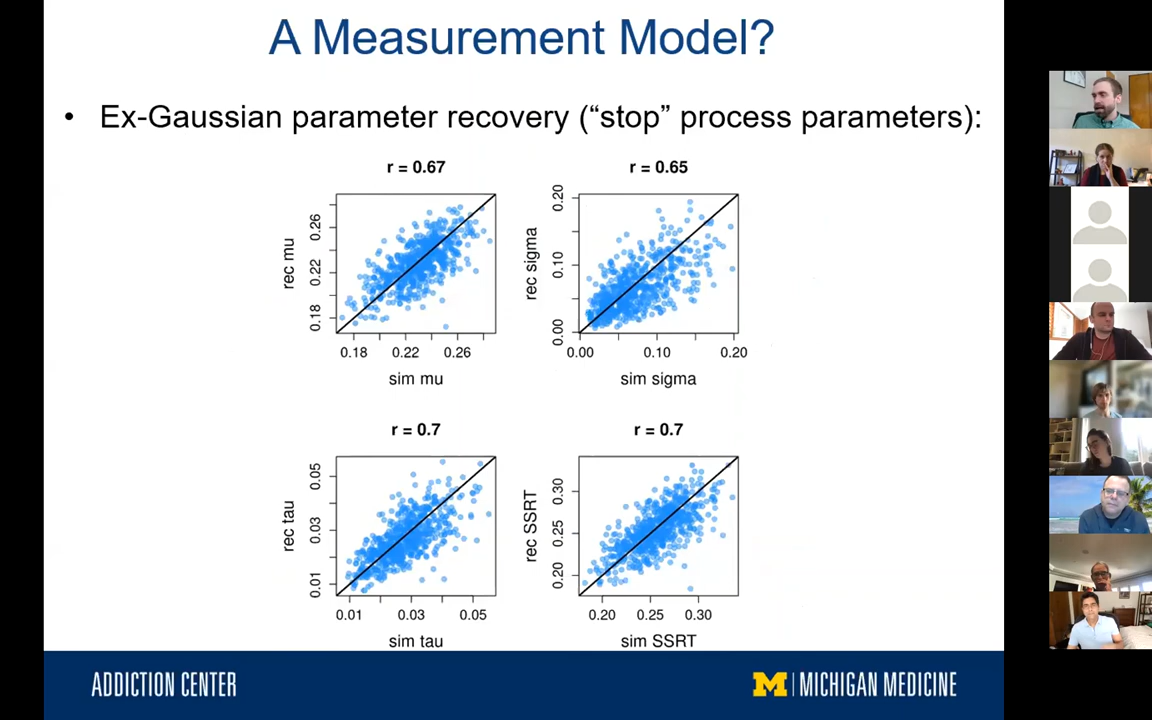 A Measurement Model?
• Ex-Gaussian parameter recovery (“stop” process parameters):
r = 0.67
rec mu
0.26
0.22
0.18
0.18 0.22 0.26
sim mu
r = 0.65
rec sigma
0.20
0.10
0.00
0.00 0.10 0.20
sim sigma
r = 0.7
rec tau
0.05
0.03
0.01
0.01 0.03 0.05
sim tau
r = 0.7
rec SSRT
0.30
0.25
0.20
0.20 0.25 0.30
sim SSRT
ADDICTION CENTER
M | MICHIGAN MEDICINE